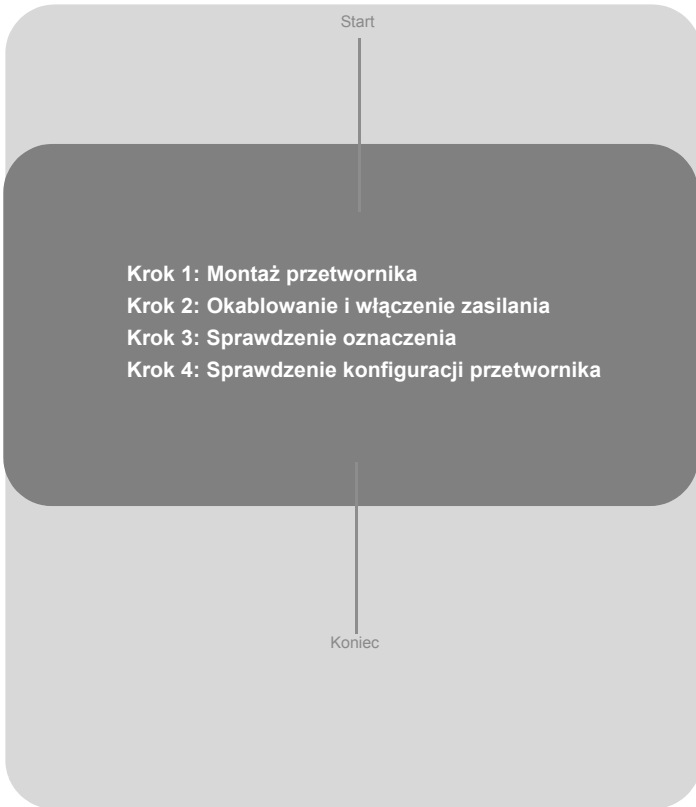 Start
Krok 1: Montaż przetwornika
Krok 2: Okablowanie i włączenie zasilania
Krok 3: Sprawdzenie oznaczenia
Krok 4: Sprawdzenie konfiguracji przetwornika
Koniec